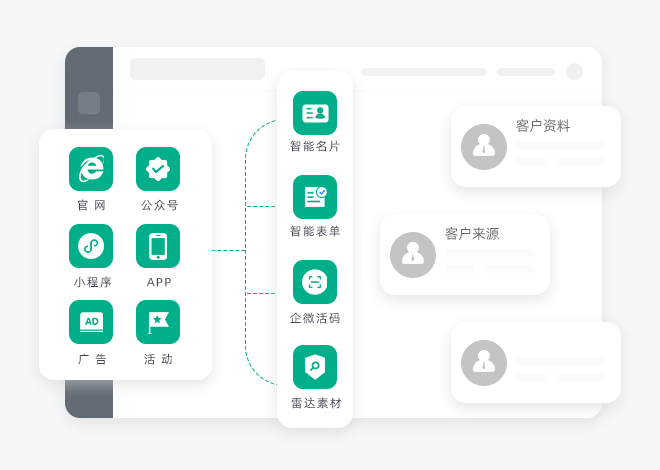 官 网
公众号
小程序
APP
AD
广 告
活 动
智能名片
智能表单
企微活码
雷达素材
客户资料
客户来源